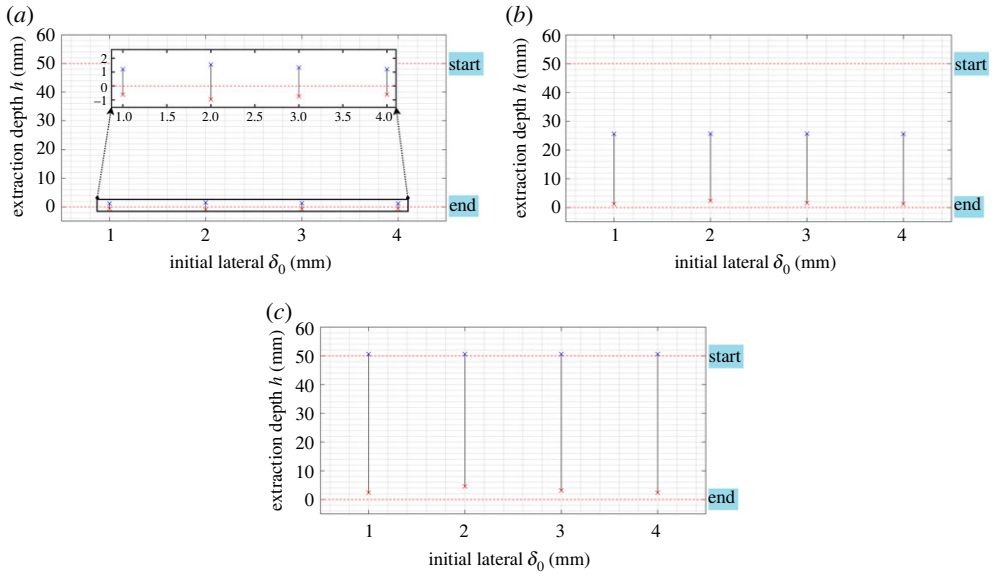 (a)
extraction depth h (mm)
60
50
40
30
20
10
0
2
1
0
−1
1.0 1.5 2.0 2.5 3.0 3.5 4.0
start
end
1 2 3 4
initial lateral δ0 (mm)
(b)
extraction depth h (mm)
60
50
40
30
20
10
0
start
end
1 2 3 4
initial lateral δ0 (mm)
(c)
extraction depth h (mm)
60
50
40
30
20
10
0
start
end
1 2 3 4
initial lateral δ0 (mm)